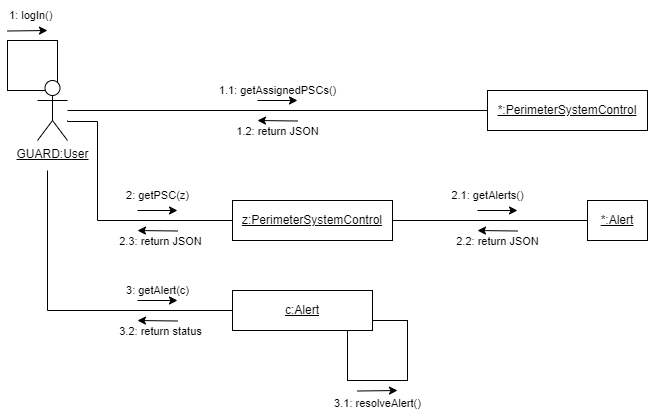 1: logIn()
1.1: getAssignedPSCs()
*:PerimeterSystemControl
1.2: return JSON
GUARD:User
2: getPSC(z)
2.1: getAlerts()
z:PerimeterSystemControl
*:Alert
2.3: return JSON
2.2: return JSON
3: getAlert(c)
c:Alert
3.2: return status
3.1: resolveAlert()